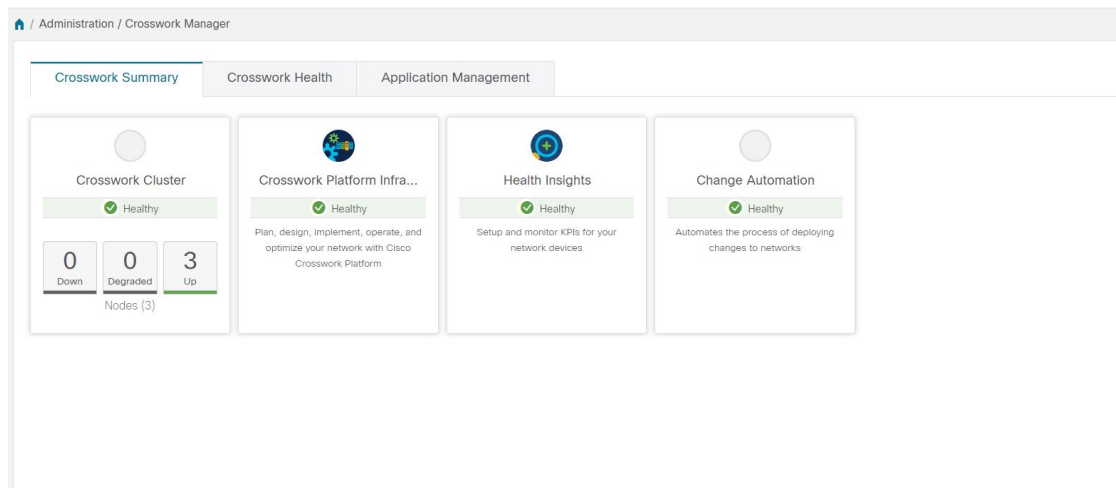 / Administration / Crosswork Manager
Crosswork Summary
Crosswork Health
Application Management
Crosswork Cluster
Healthy
0
Down
0
Degraded
3
Up
Nodes (3)
Crosswork Platform Infra...
Healthy
Plan, design, implement, operate, and
optimize your network with Cisco
Crosswork Platform
Health Insights
Healthy
Setup and monitor KPIs for your
network devices
Change Automation
Healthy
Automates the process of deploying
changes to networks